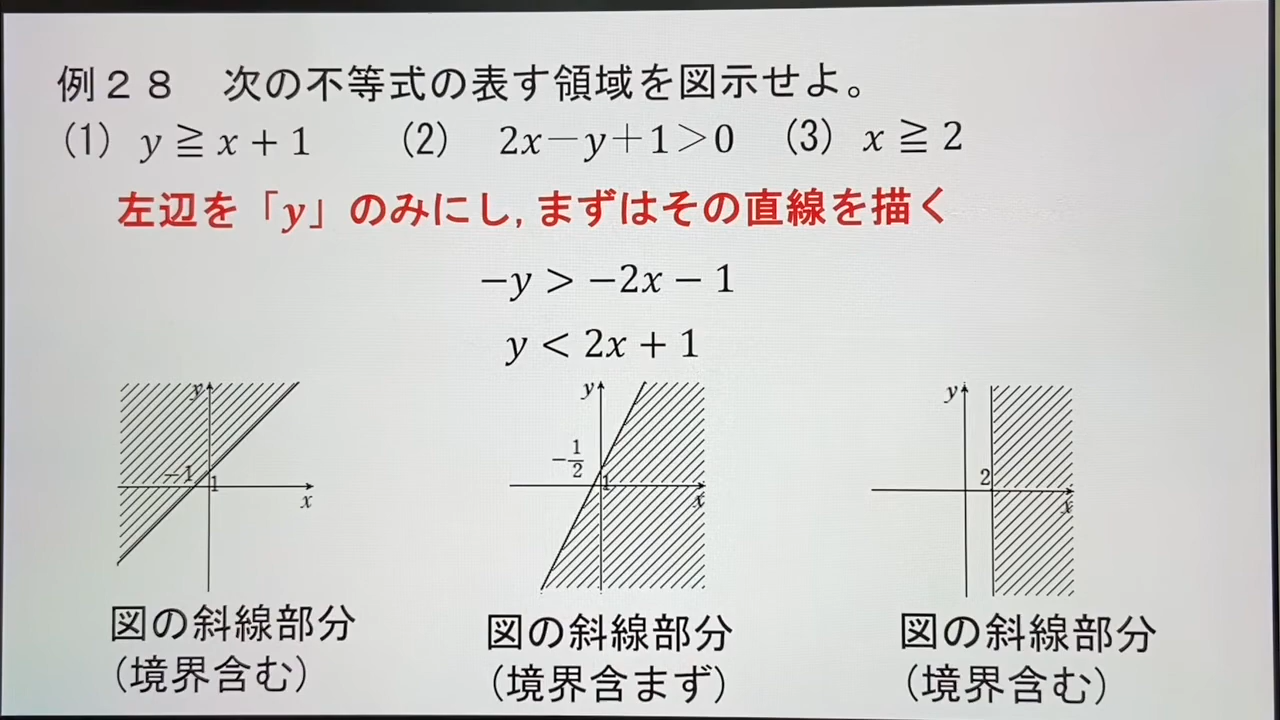 例２８　次の不等式の表す領域を図示せよ。
(1) y ≧ x + 1　(2) 2x－y＋1＞0　(3) x ≧ 2
左辺を「y」のみにし, まずはその直線を描く
−y > −2x − 1
y < 2x + 1
y
−1
1
x
y
−1/2
1
x
y
2
x
図の斜線部分
(境界含む)
図の斜線部分
(境界含まず)
図の斜線部分
(境界含む)